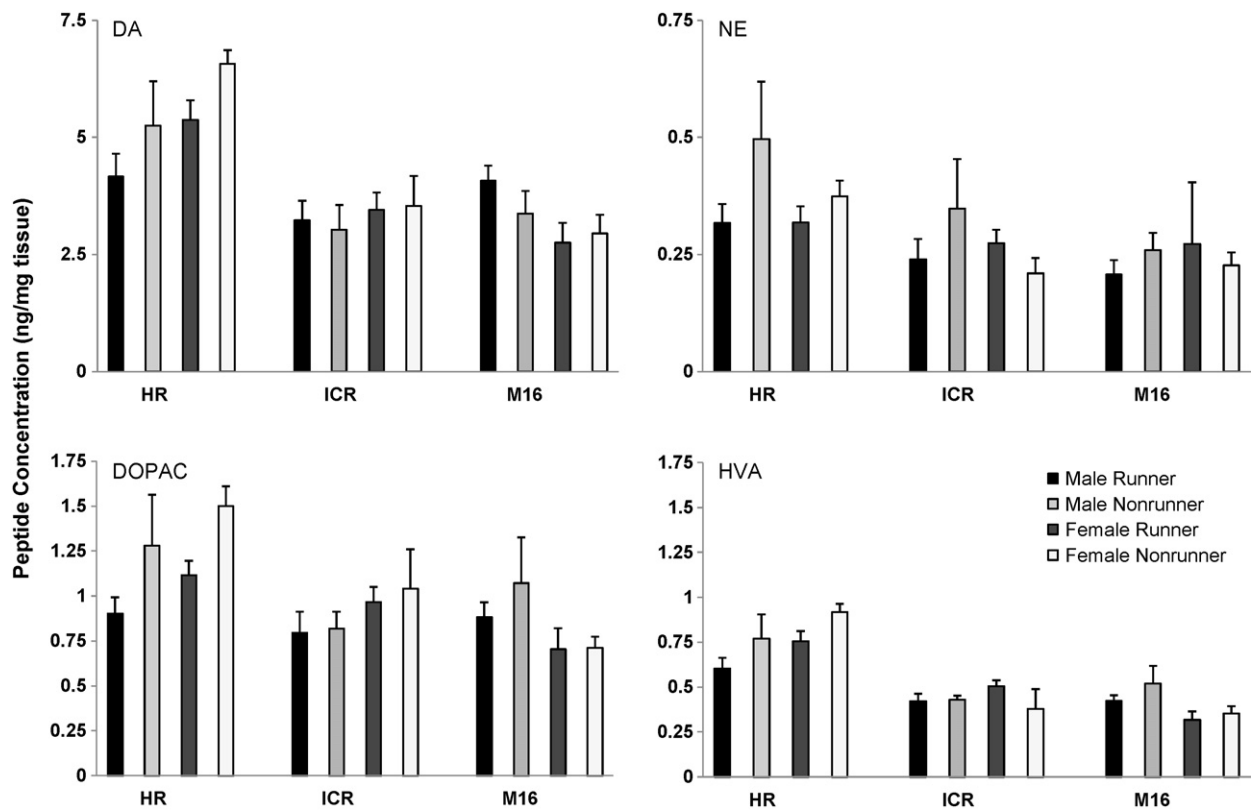 Peptide Concentration (ng/mg tissue)
DA
7.5
5
2.5
0
HR ICR M16
NE
0.75
0.5
0.25
0
HR ICR M16
DOPAC
1.75
1.5
1.25
1
0.75
0.5
0.25
0
HR ICR M16
HVA
1.75
1.5
1.25
1
0.75
0.5
0.25
0
HR ICR M16
Male Runner
Male Nonrunner
Female Runner
Female Nonrunner